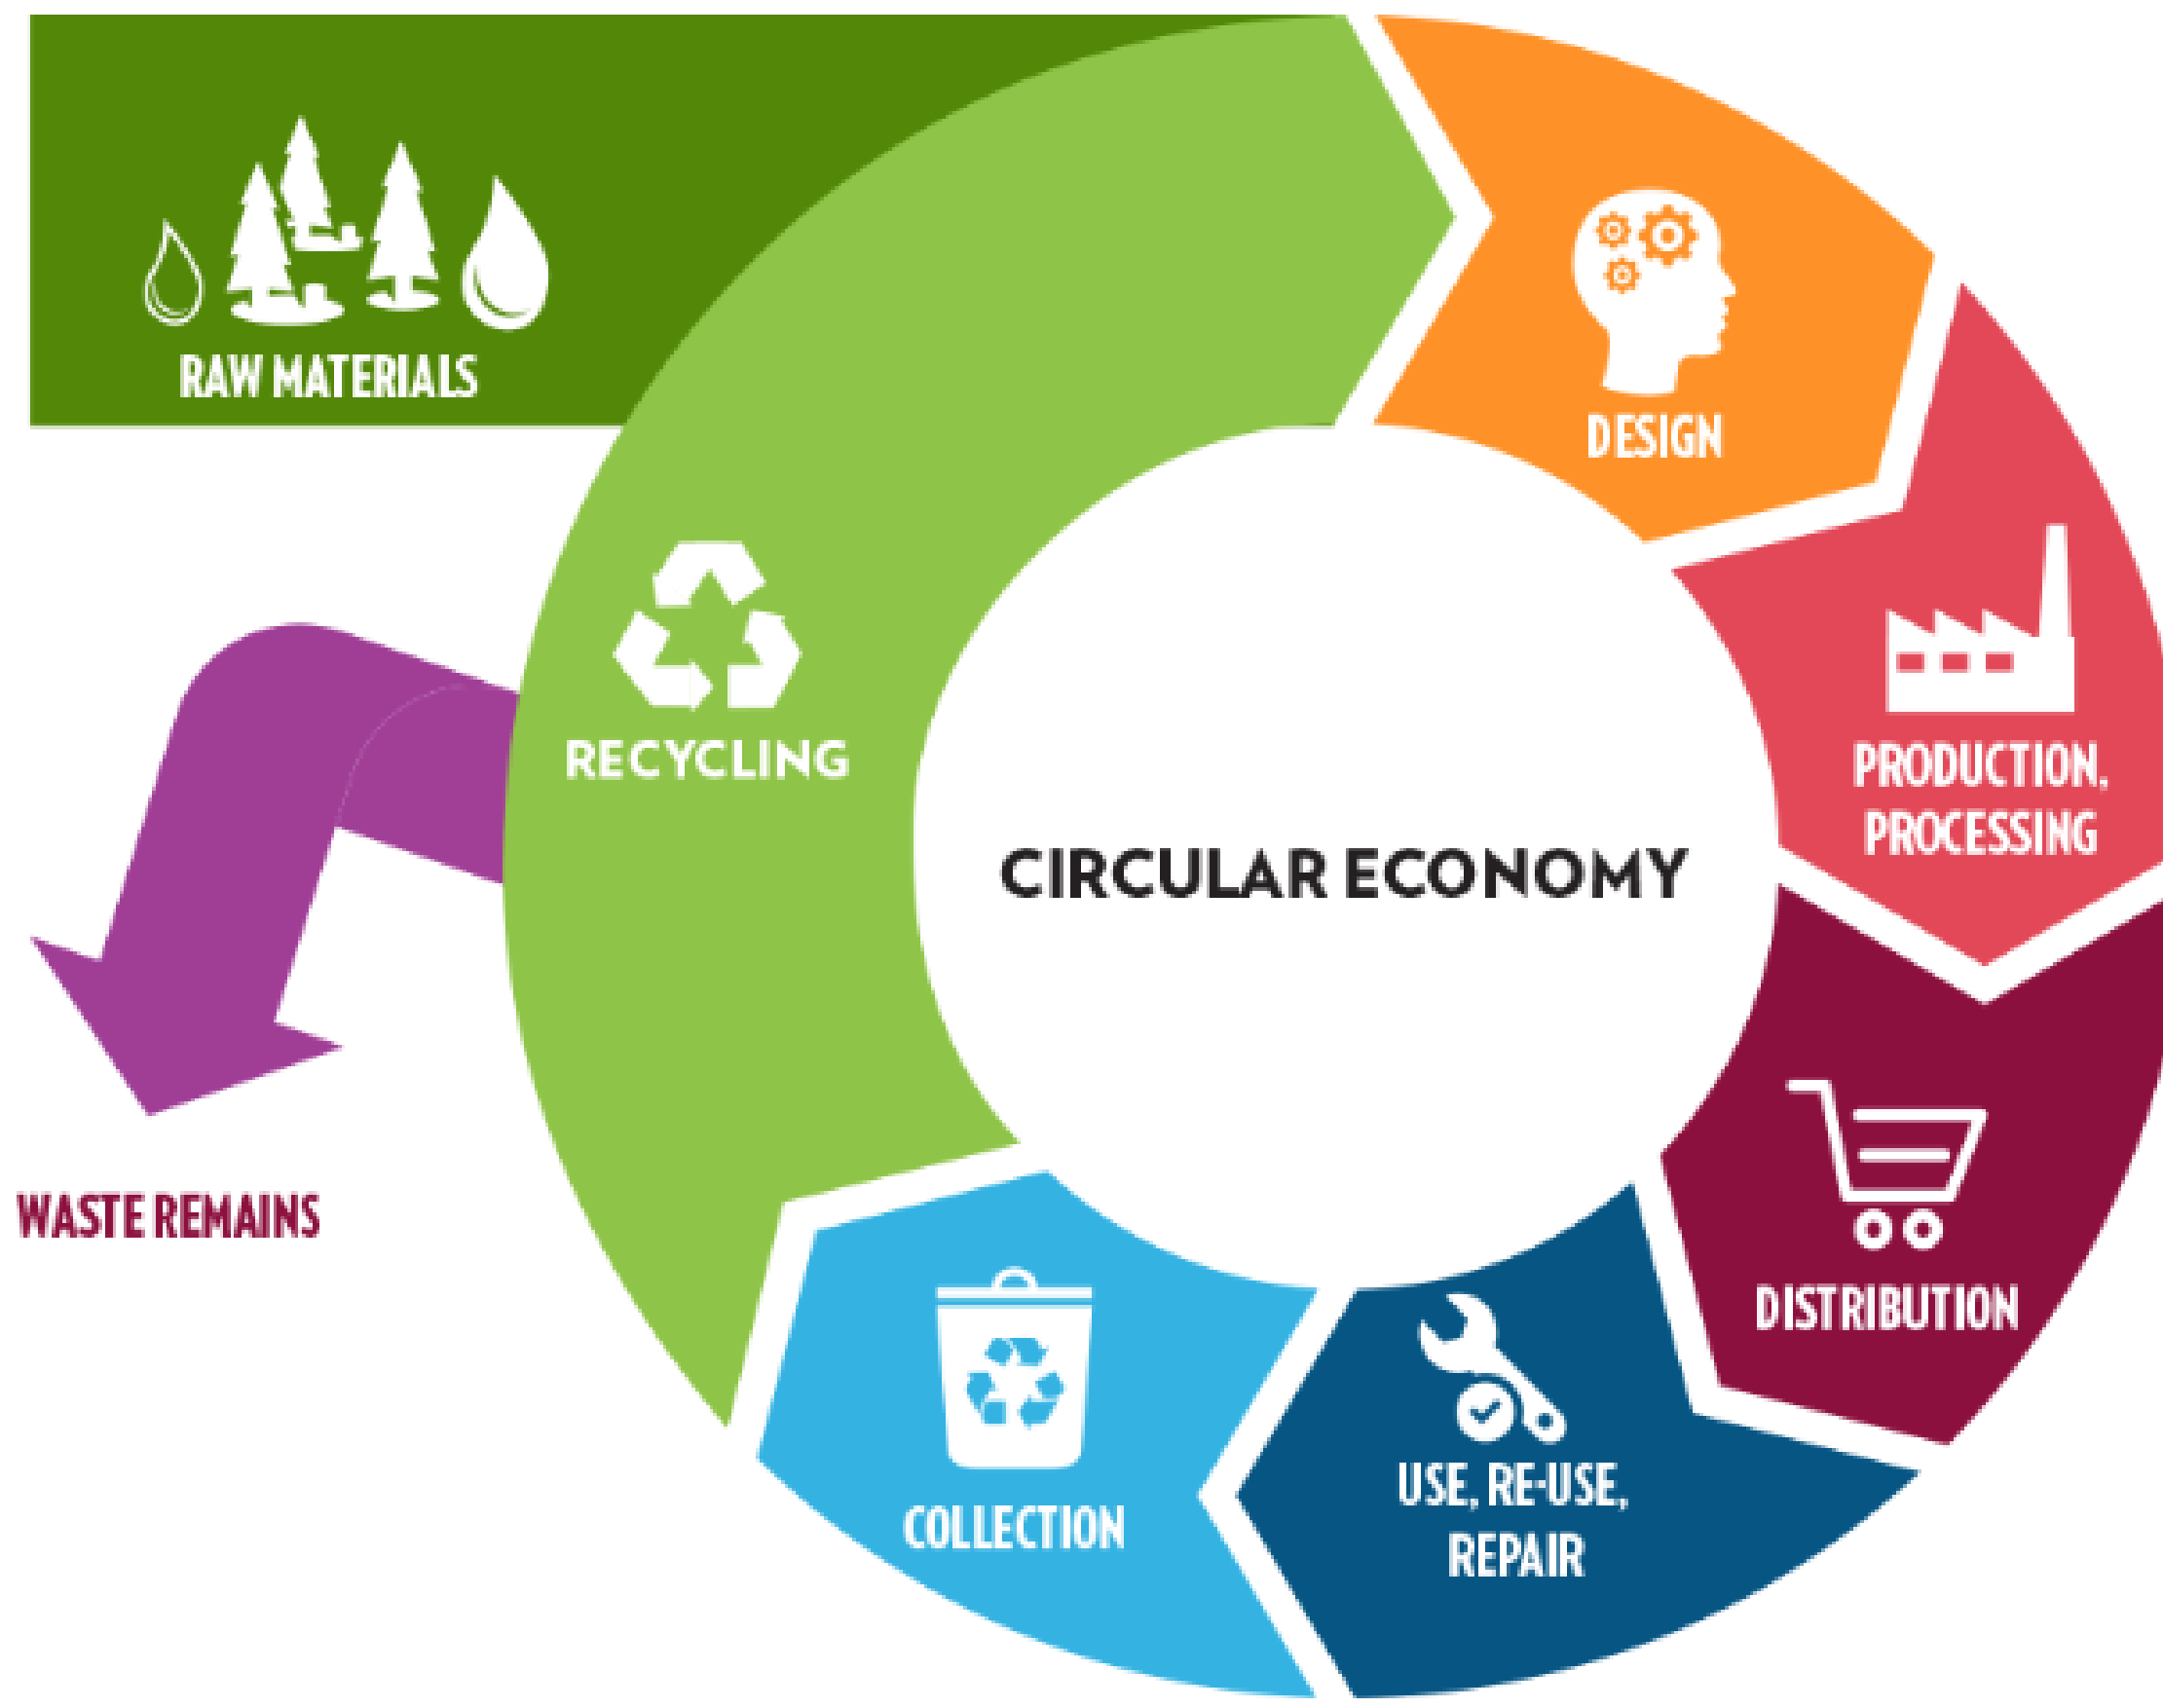 RAW MATERIALS
DESIGN
PRODUCTION,
PROCESSING
DISTRIBUTION
USE, RE-USE,
REPAIR
COLLECTION
RECYCLING
WASTE REMAINS
CIRCULAR ECONOMY